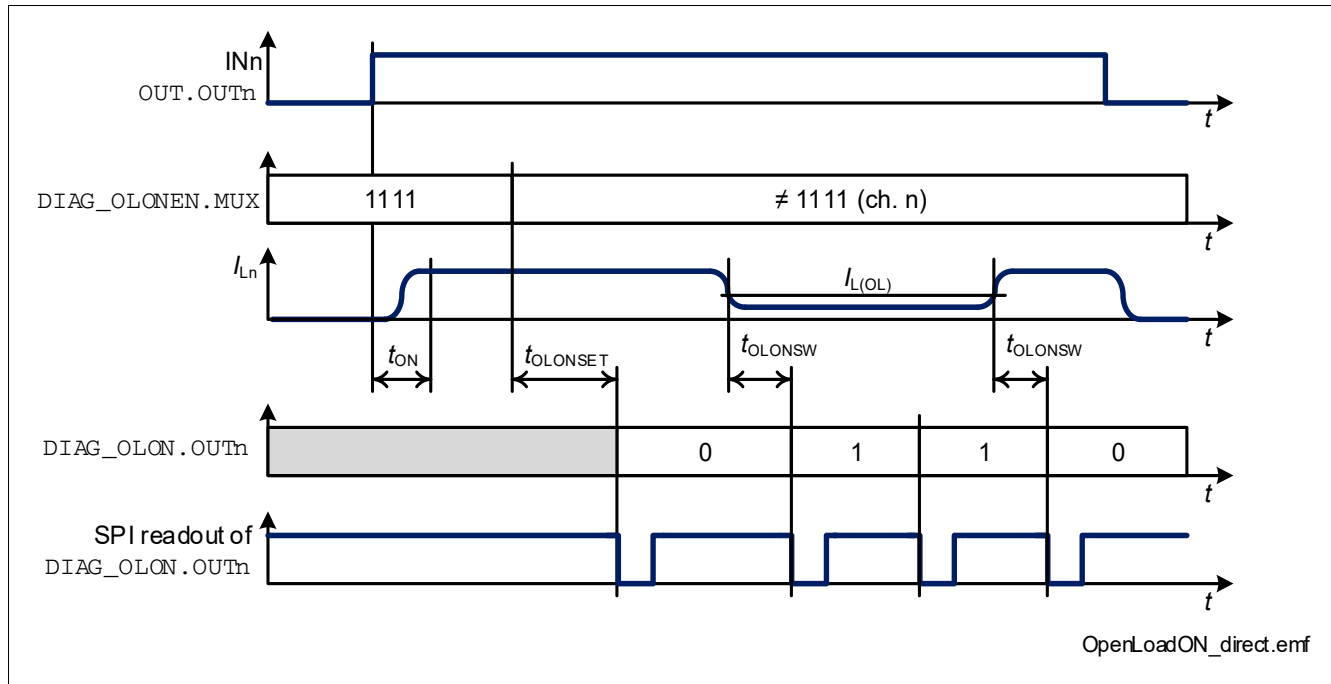 INn
OUT.OUTn
t
DIAG_OLONEN.MUX
1111
≠ 1111 (ch. n)
t
ILn
IL(OL)
t
tON
tOLONSET
tOLONSW
tOLONSW
DIAG_OLON.OUTn
0
1
1
0
t
SPI readout of
DIAG_OLON.OUTn
t
OpenLoadON_direct.emf